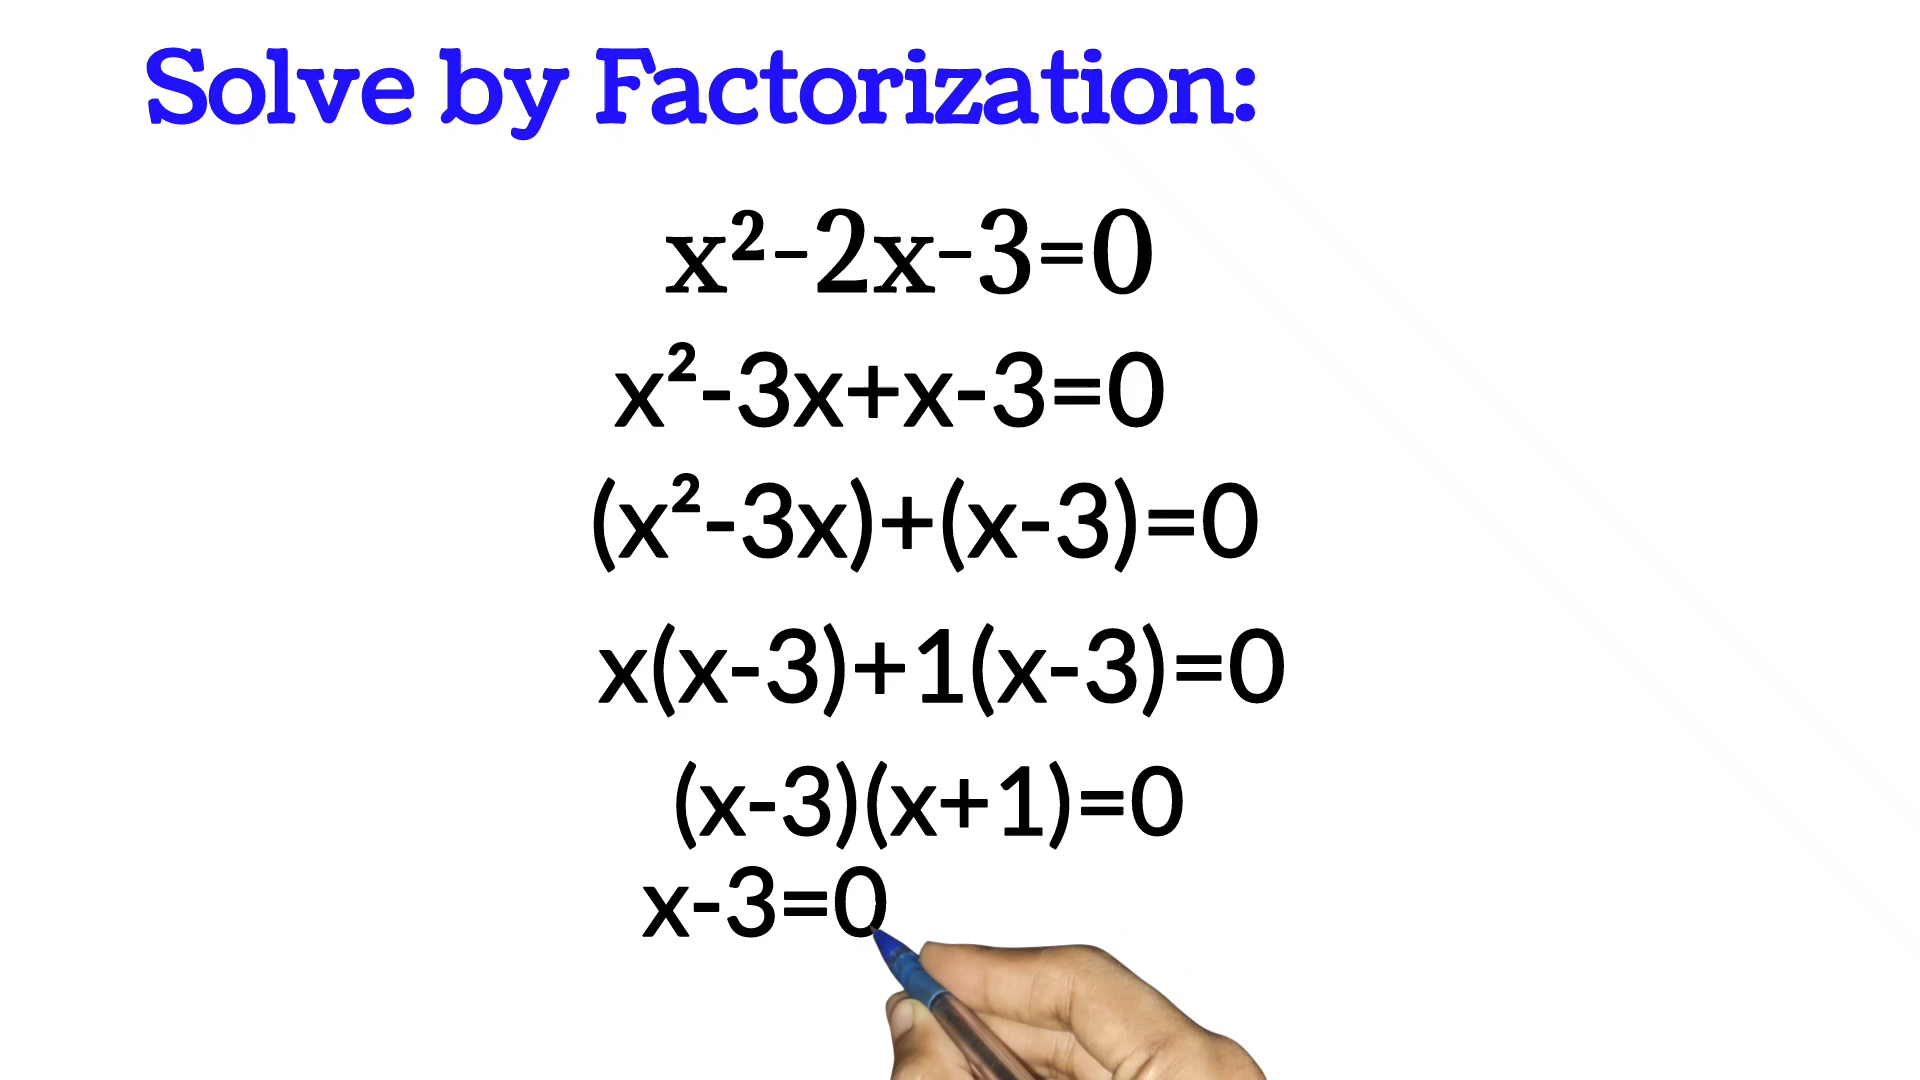 Solve by Factorization:
x²-2x-3=0
x²-3x+x-3=0
(x²-3x)+(x-3)=0
x(x-3)+1(x-3)=0
(x-3)(x+1)=0
x-3=0